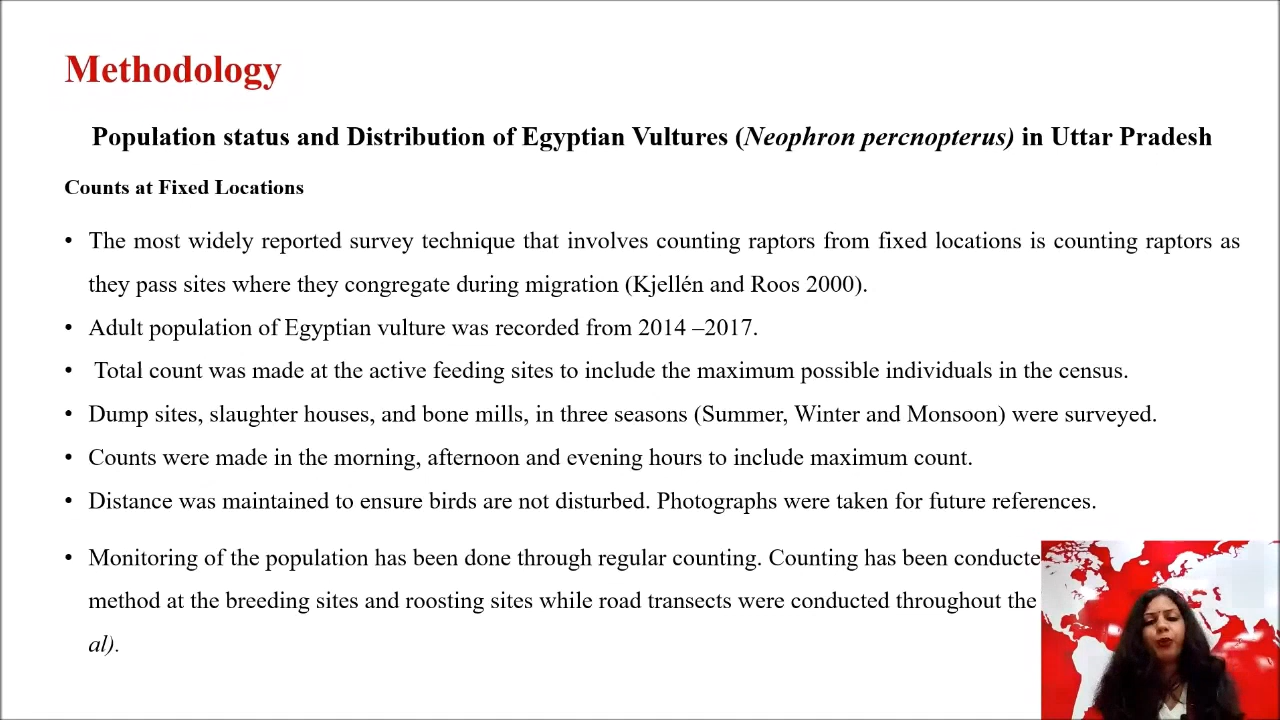 Methodology
Population status and Distribution of Egyptian Vultures (Neophron percnopterus) in Uttar Pradesh
Counts at Fixed Locations
• The most widely reported survey technique that involves counting raptors from fixed locations is counting raptors as
they pass sites where they congregate during migration (Kjellén and Roos 2000).
• Adult population of Egyptian vulture was recorded from 2014 –2017.
• Total count was made at the active feeding sites to include the maximum possible individuals in the census.
• Dump sites, slaughter houses, and bone mills, in three seasons (Summer, Winter and Monsoon) were surveyed.
• Counts were made in the morning, afternoon and evening hours to include maximum count.
• Distance was maintained to ensure birds are not disturbed. Photographs were taken for future references.
• Monitoring of the population has been done through regular counting. Counting has been conducte
method at the breeding sites and roosting sites while road transects were conducted throughout the
al).